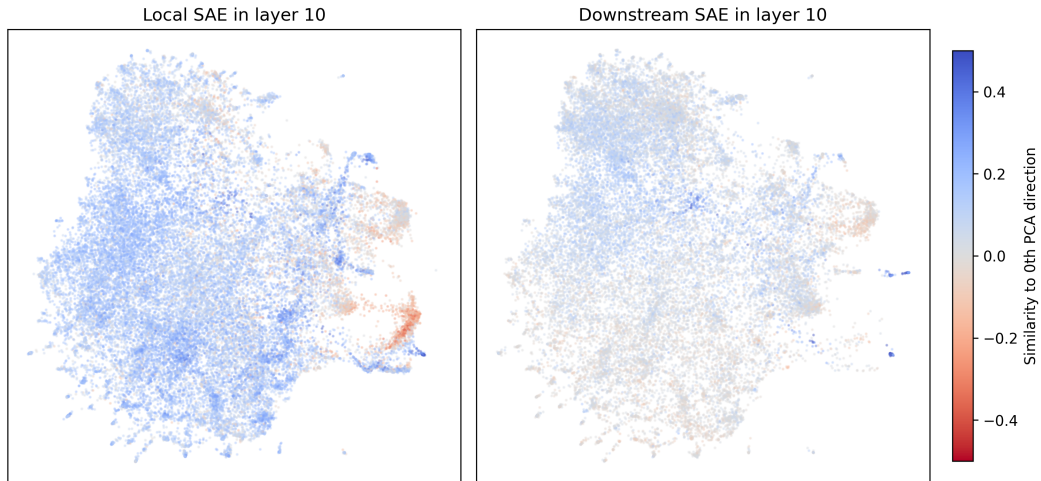 Local SAE in layer 10
Downstream SAE in layer 10
0.4
0.2
0.0
−0.2
−0.4
Similarity to 0th PCA direction